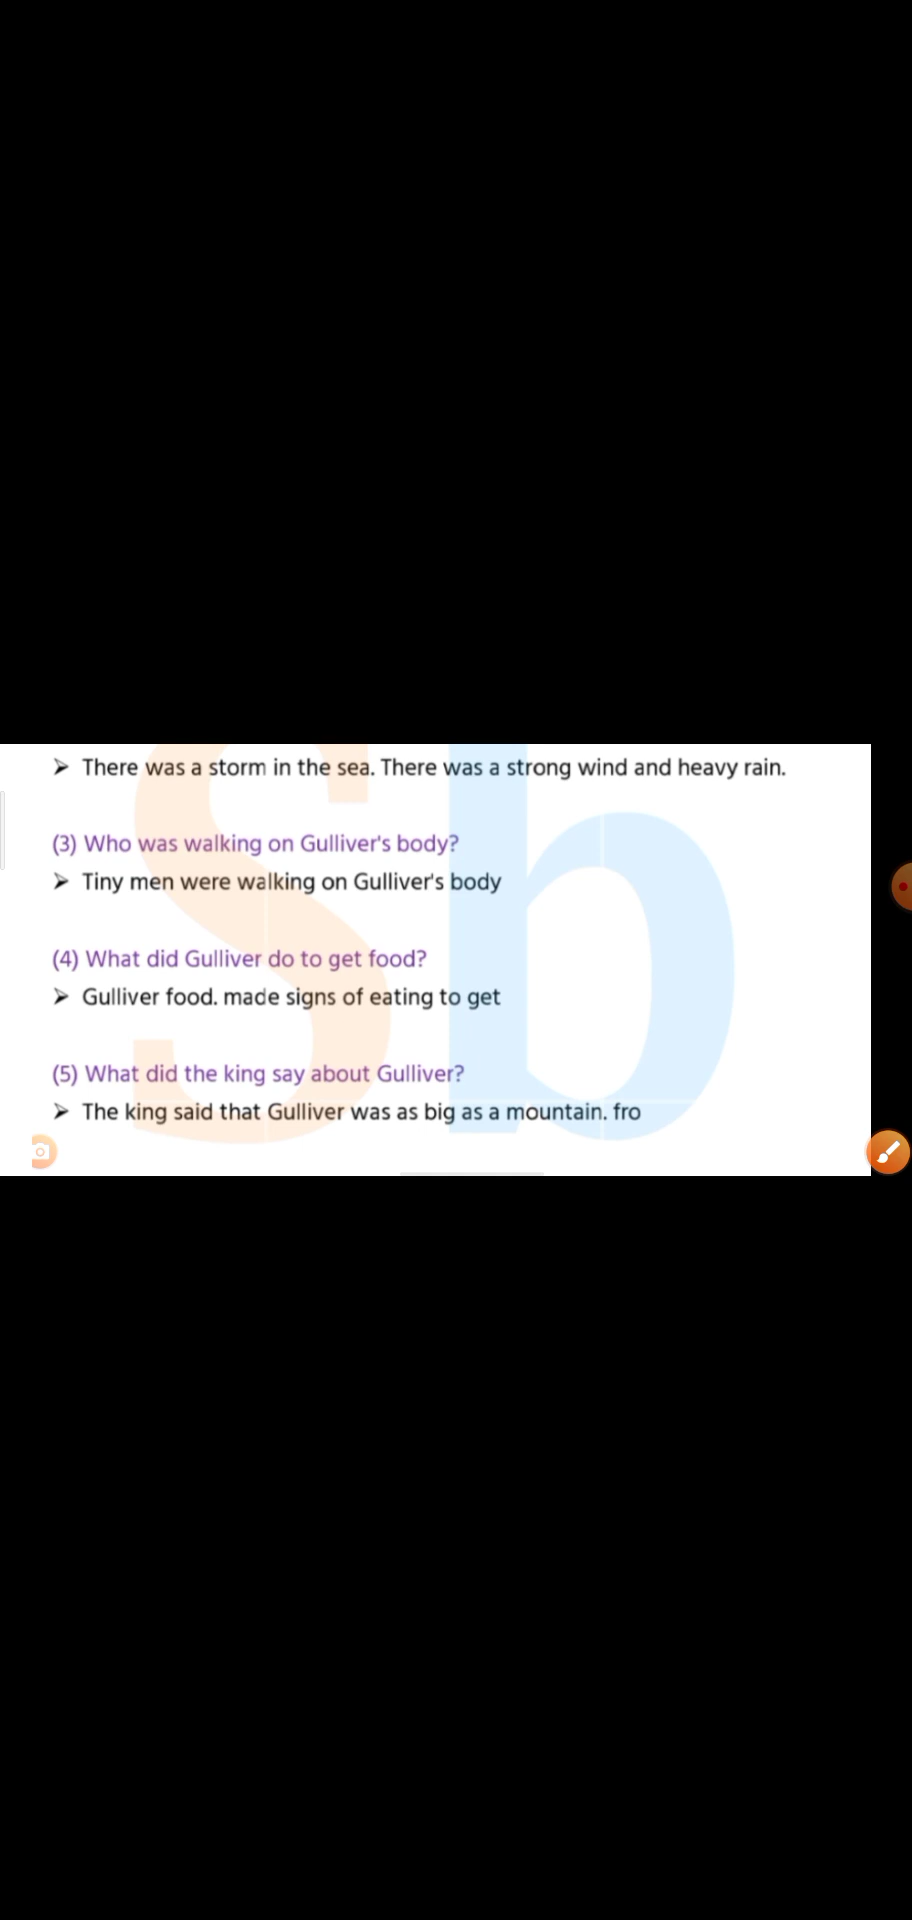 ➢ There was a storm in the sea. There was a strong wind and heavy rain.
(3) Who was walking on Gulliver's body?
➢ Tiny men were walking on Gulliver's body
(4) What did Gulliver do to get food?
➢ Gulliver food. made signs of eating to get
(5) What did the king say about Gulliver?
➢ The king said that Gulliver was as big as a mountain. fro